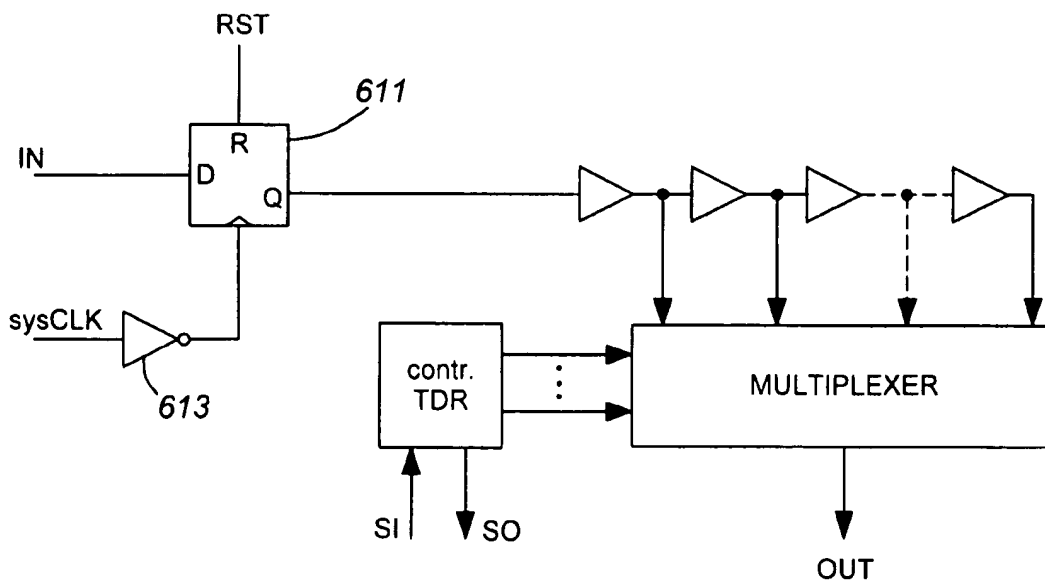 RST
611
R
IN
D
Q
sysCLK
613
contr.
TDR
MULTIPLEXER
SI
SO
OUT